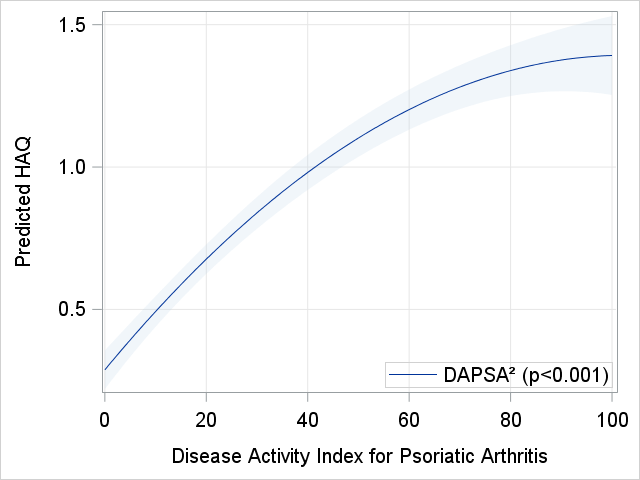 1.5
1.0
0.5
Predicted HAQ
DAPSA² (p<0.001)
0 20 40 60 80 100
Disease Activity Index for Psoriatic Arthritis